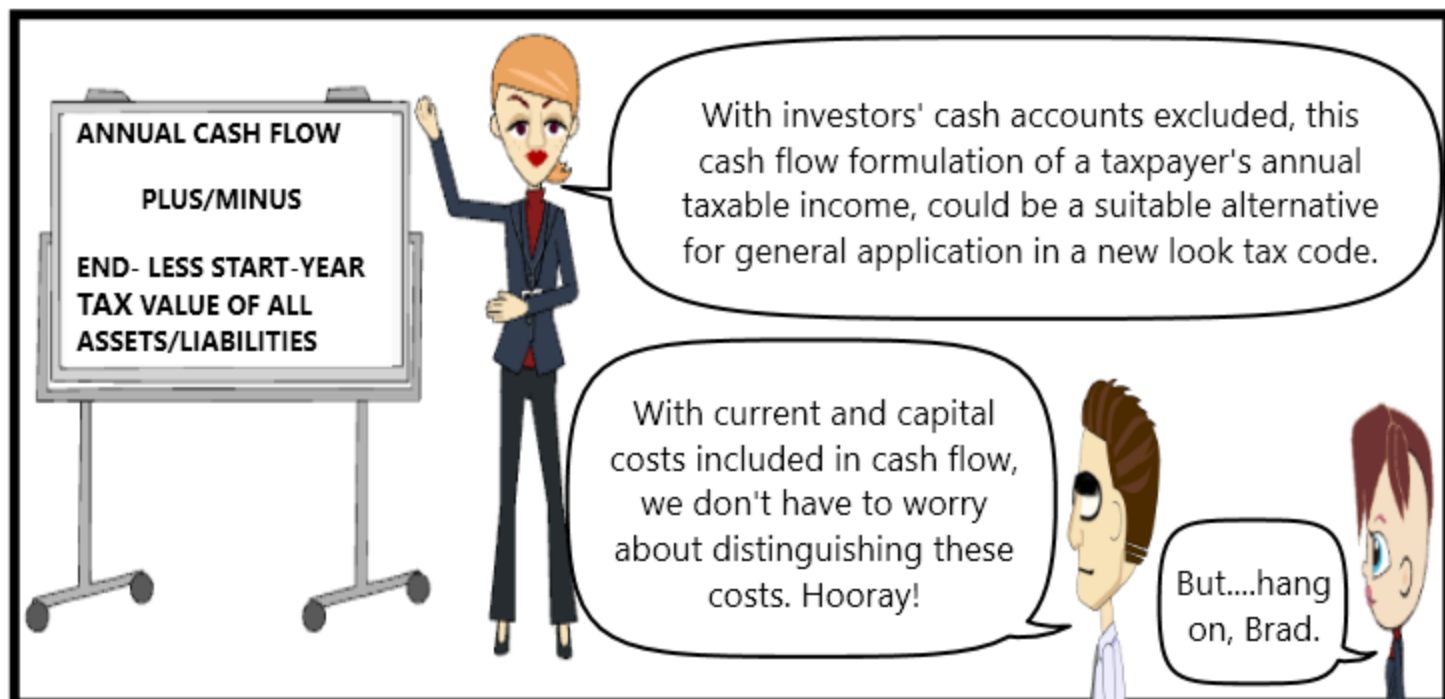 ANNUAL CASH FLOW
PLUS/MINUS
END- LESS START-YEAR
TAX VALUE OF ALL
ASSETS/LIABILITIES
With investors' cash accounts excluded, this
cash flow formulation of a taxpayer's annual
taxable income, could be a suitable alternative
for general application in a new look tax code.
With current and capital
costs included in cash flow,
we don't have to worry
about distinguishing these
costs. Hooray!
But....hang
on, Brad.